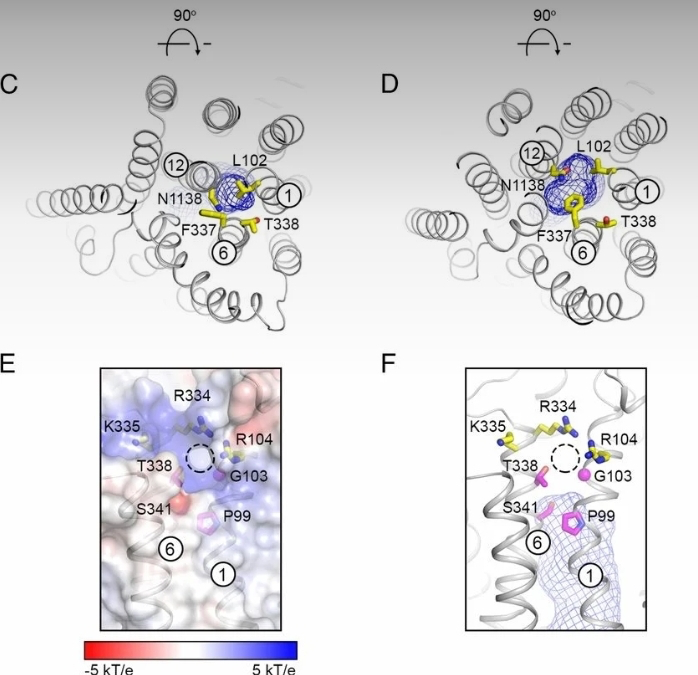 90° 90°
C D
12 L102 12 L102
N1138 1 N1138 1
F337 T338 F337 T338
6 6
E F
R334 R334
K335 R104 K335 R104
T338 G103 T338 G103
S341 P99 S341 P99
6 6
1 1
-5 kT/e 5 kT/e